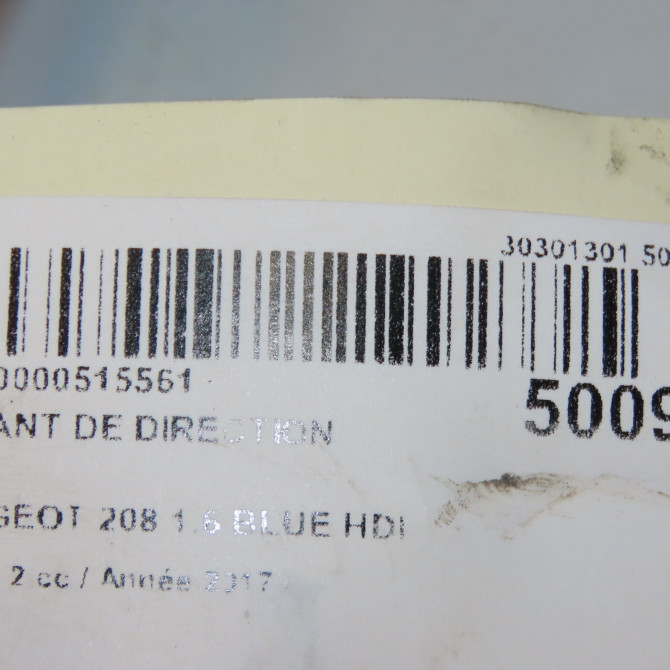 30301301 50
0000515561
5009
ANT DE DIRECTION
GEOT 208 1.6 BLUE HDI
2 cc / Année 2017